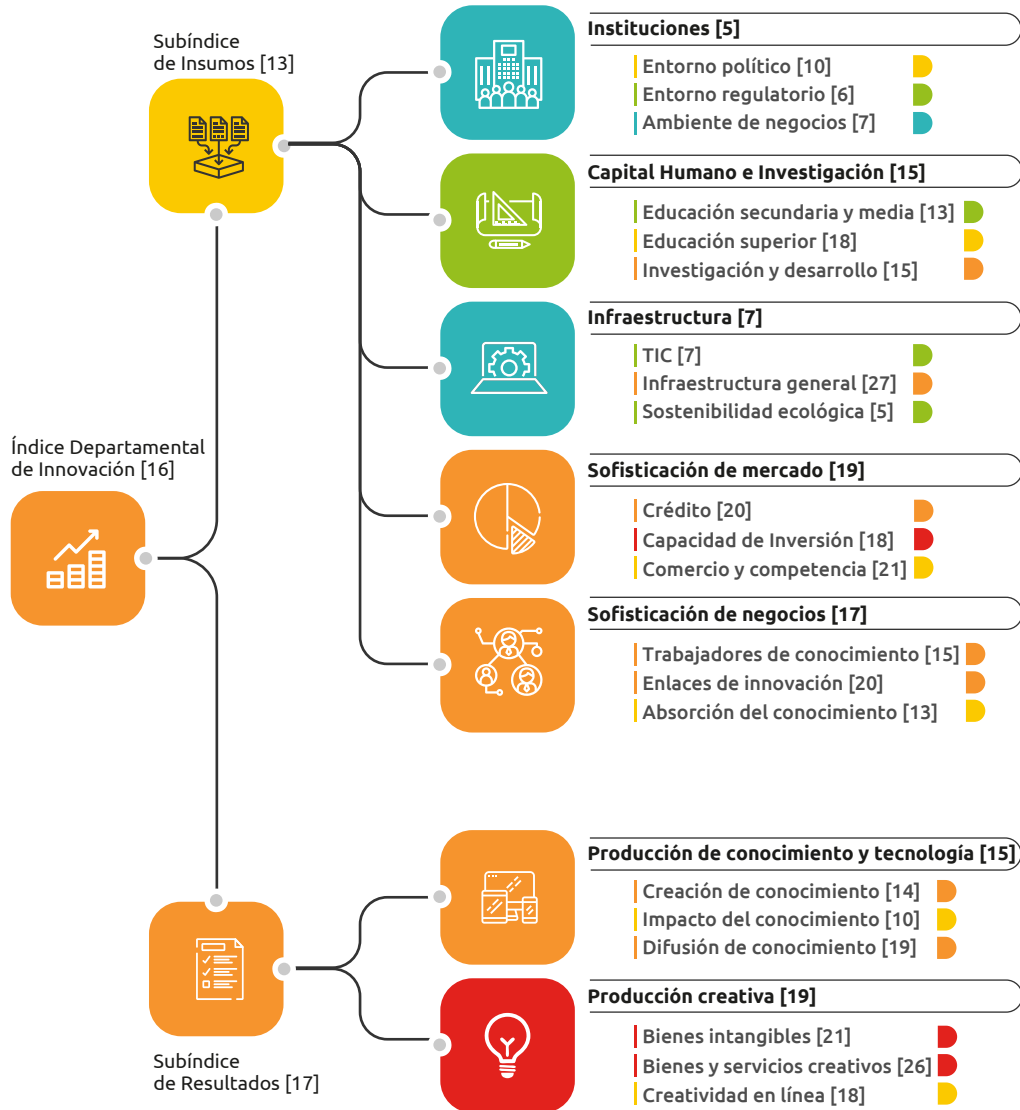 Subíndice
de Insumos [13]
Instituciones [5]
Entorno político [10]
Entorno regulatorio [6]
Ambiente de negocios [7]
Capital Humano e Investigación [15]
Educación secundaria y media [13]
Educación superior [18]
Investigación y desarrollo [15]
Infraestructura [7]
TIC [7]
Infraestructura general [27]
Sostenibilidad ecológica [5]
Índice Departamental
de Innovación [16]
Sofisticación de mercado [19]
Crédito [20]
Capacidad de Inversión [18]
Comercio y competencia [21]
Sofisticación de negocios [17]
Trabajadores de conocimiento [15]
Enlaces de innovación [20]
Absorción del conocimiento [13]
Producción de conocimiento y tecnología [15]
Creación de conocimiento [14]
Impacto del conocimiento [10]
Difusión de conocimiento [19]
Producción creativa [19]
Bienes intangibles [21]
Bienes y servicios creativos [26]
Creatividad en línea [18]
Subíndice
de Resultados [17]